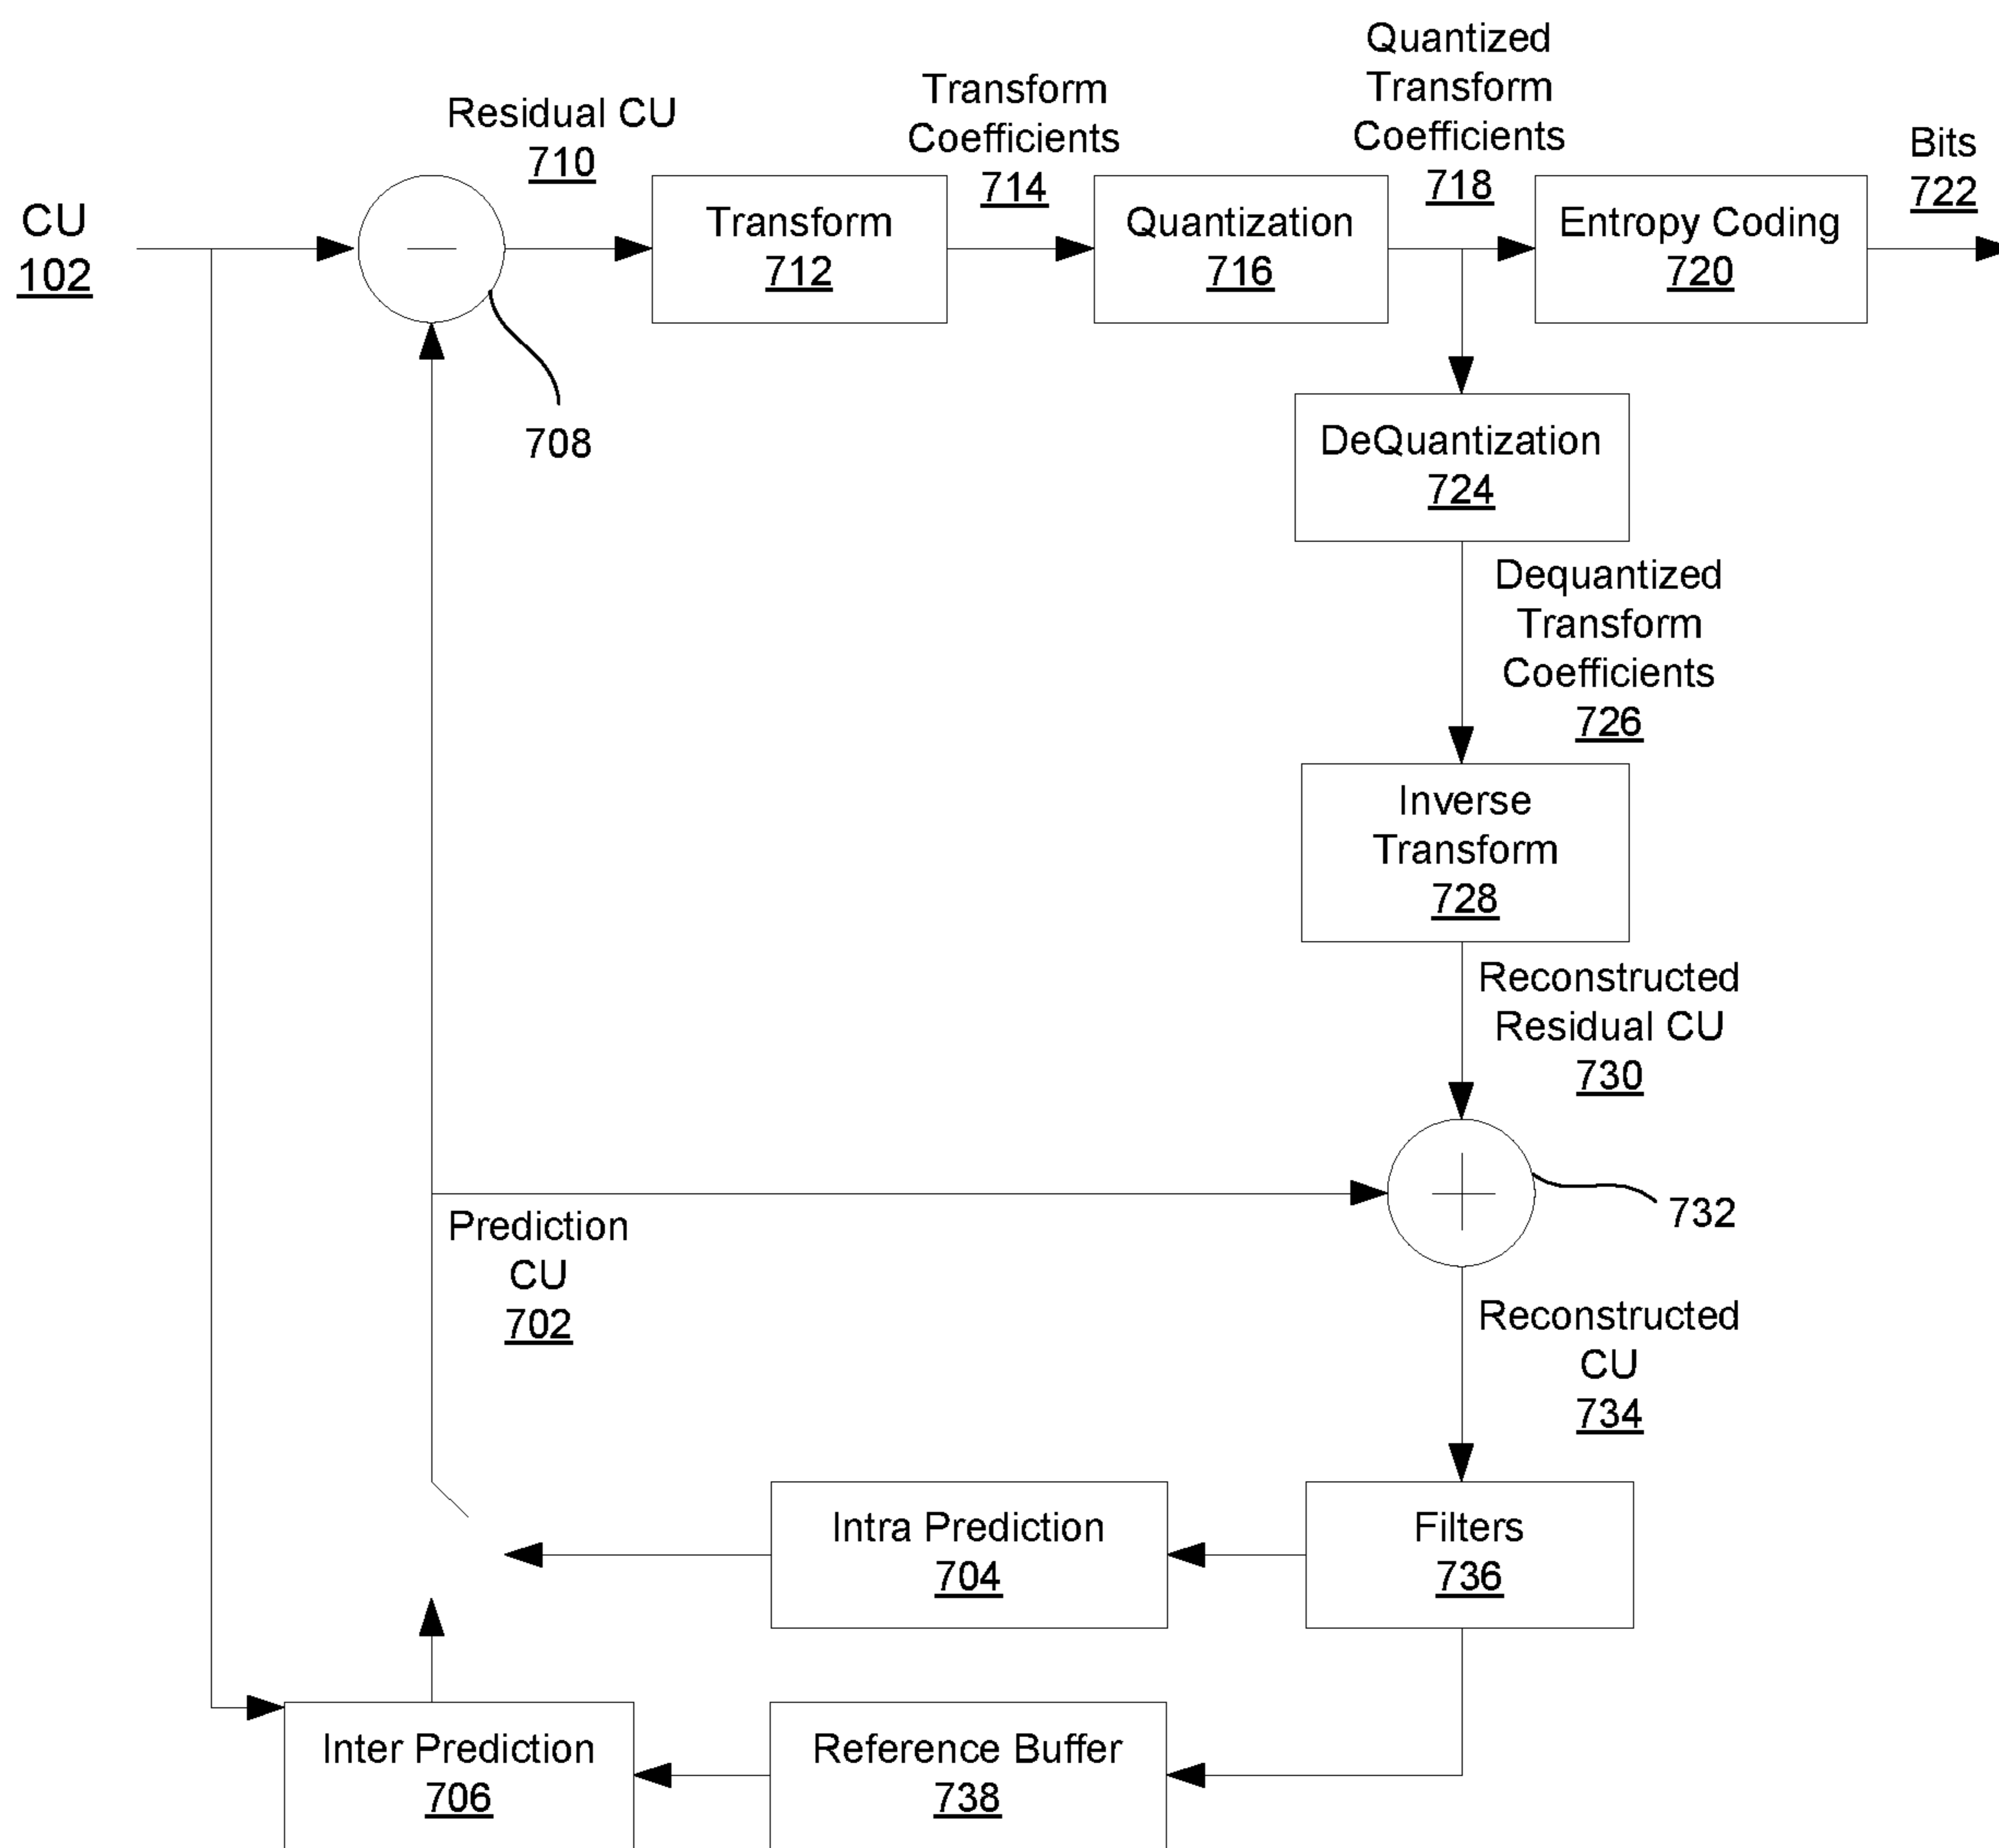 CU
102
Residual CU
710
708
Transform
712
Transform
Coefficients
714
Quantization
716
Quantized
Transform
Coefficients
718
Entropy Coding
720
Bits
722
DeQuantization
724
Dequantized
Transform
Coefficients
726
Inverse
Transform
728
Reconstructed
Residual CU
730
732
Prediction
CU
702
Reconstructed
CU
734
Intra Prediction
704
Filters
736
Inter Prediction
706
Reference Buffer
738